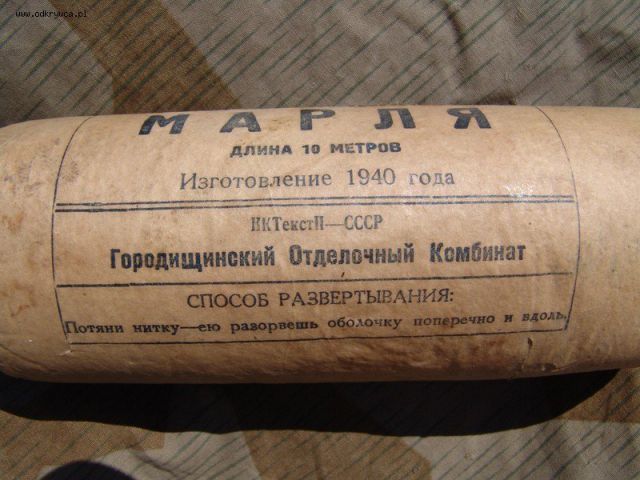 www.odkrywca.pl
МАРЛЯ
ДЛИНА 10 МЕТРОВ
Изготовление 1940 года
НКТекстП—СССР
Городищинский Отделочный Комбинат
СПОСОБ РАЗВЕРТЫВАНИЯ:
Потяни нитку—ею разорвешь оболочку поперечно и вдоль.